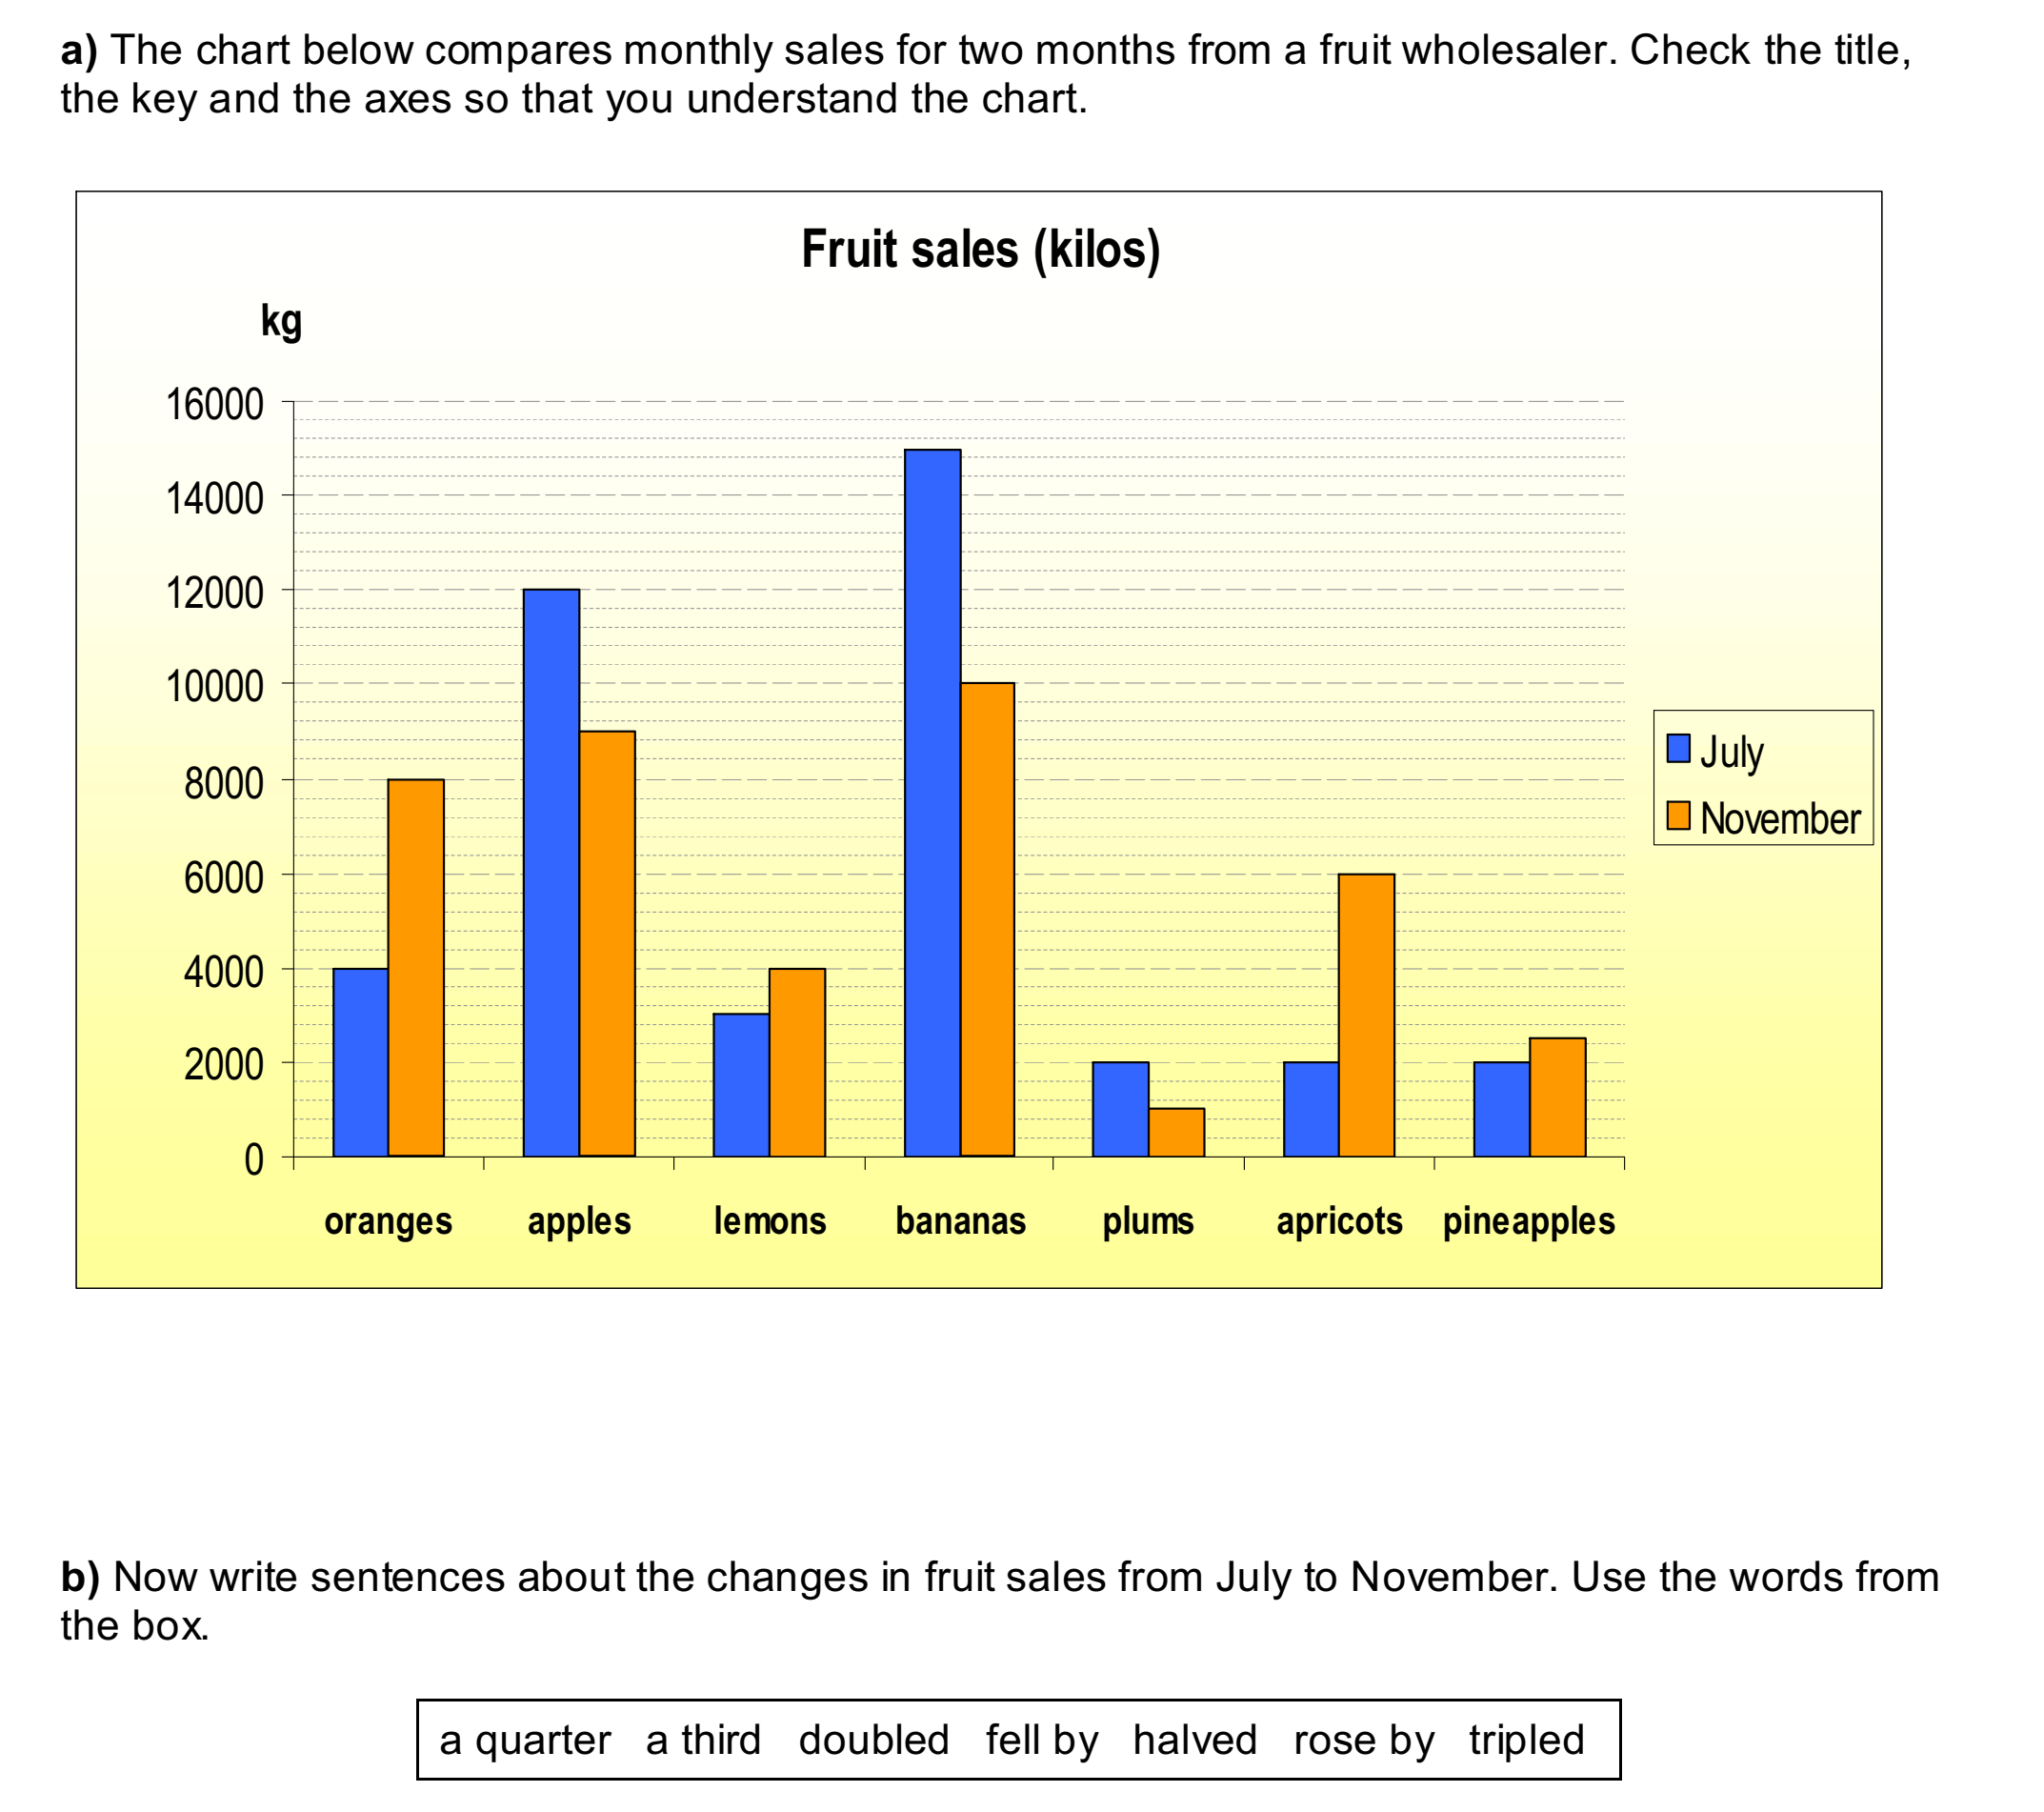 a) The chart below compares monthly sales for two months from a fruit wholesaler. Check the title,
the key and the axes so that you understand the chart.
Fruit sales (kilos)
kg
16000
14000
12000
10000
8000
6000
4000
2000
0
oranges apples lemons bananas plums apricots pineapples
July
November
b) Now write sentences about the changes in fruit sales from July to November. Use the words from
the box.
a quarter a third doubled fell by halved rose by tripled